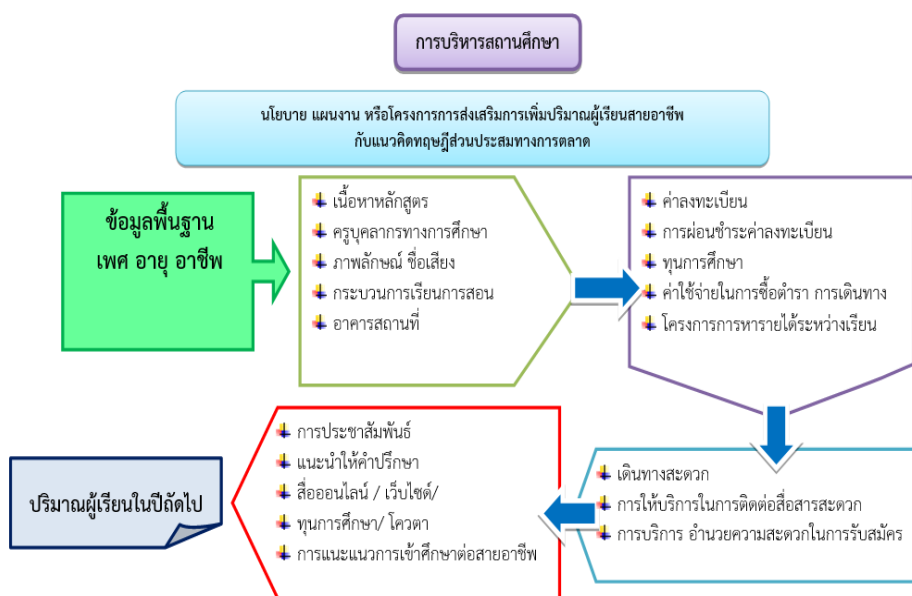 การบริหารสถานศึกษา
นโยบาย แผนงาน หรือโครงการการส่งเสริมการเพิ่มปริมาณผู้เรียนสายอาชีพ
กับแนวคิดทฤษฎีส่วนประสมทางการตลาด
ข้อมูลพื้นฐาน
เพศ อายุ อาชีพ
เนื้อหาหลักสูตร
ครูบุคลากรทางการศึกษา
ภาพลักษณ์ ชื่อเสียง
กระบวนการเรียนการสอน
อาคารสถานที่
ค่าลงทะเบียน
การผ่อนชำระค่าลงทะเบียน
ทุนการศึกษา
ค่าใช้จ่ายในการซื้อตำรา การเดินทาง
โครงการการหารายได้ระหว่างเรียน
เดินทางสะดวก
การให้บริการในการติดต่อสื่อสารสะดวก
การบริการ อำนวยความสะดวกในการรับสมัคร
การประชาสัมพันธ์
แนะนำให้คำปรึกษา
สื่อออนไลน์ / เว็บไซด์/
ทุนการศึกษา/ โควตา
การแนะแนวการเข้าศึกษาต่อสายอาชีพ
ปริมาณผู้เรียนในปีถัดไป